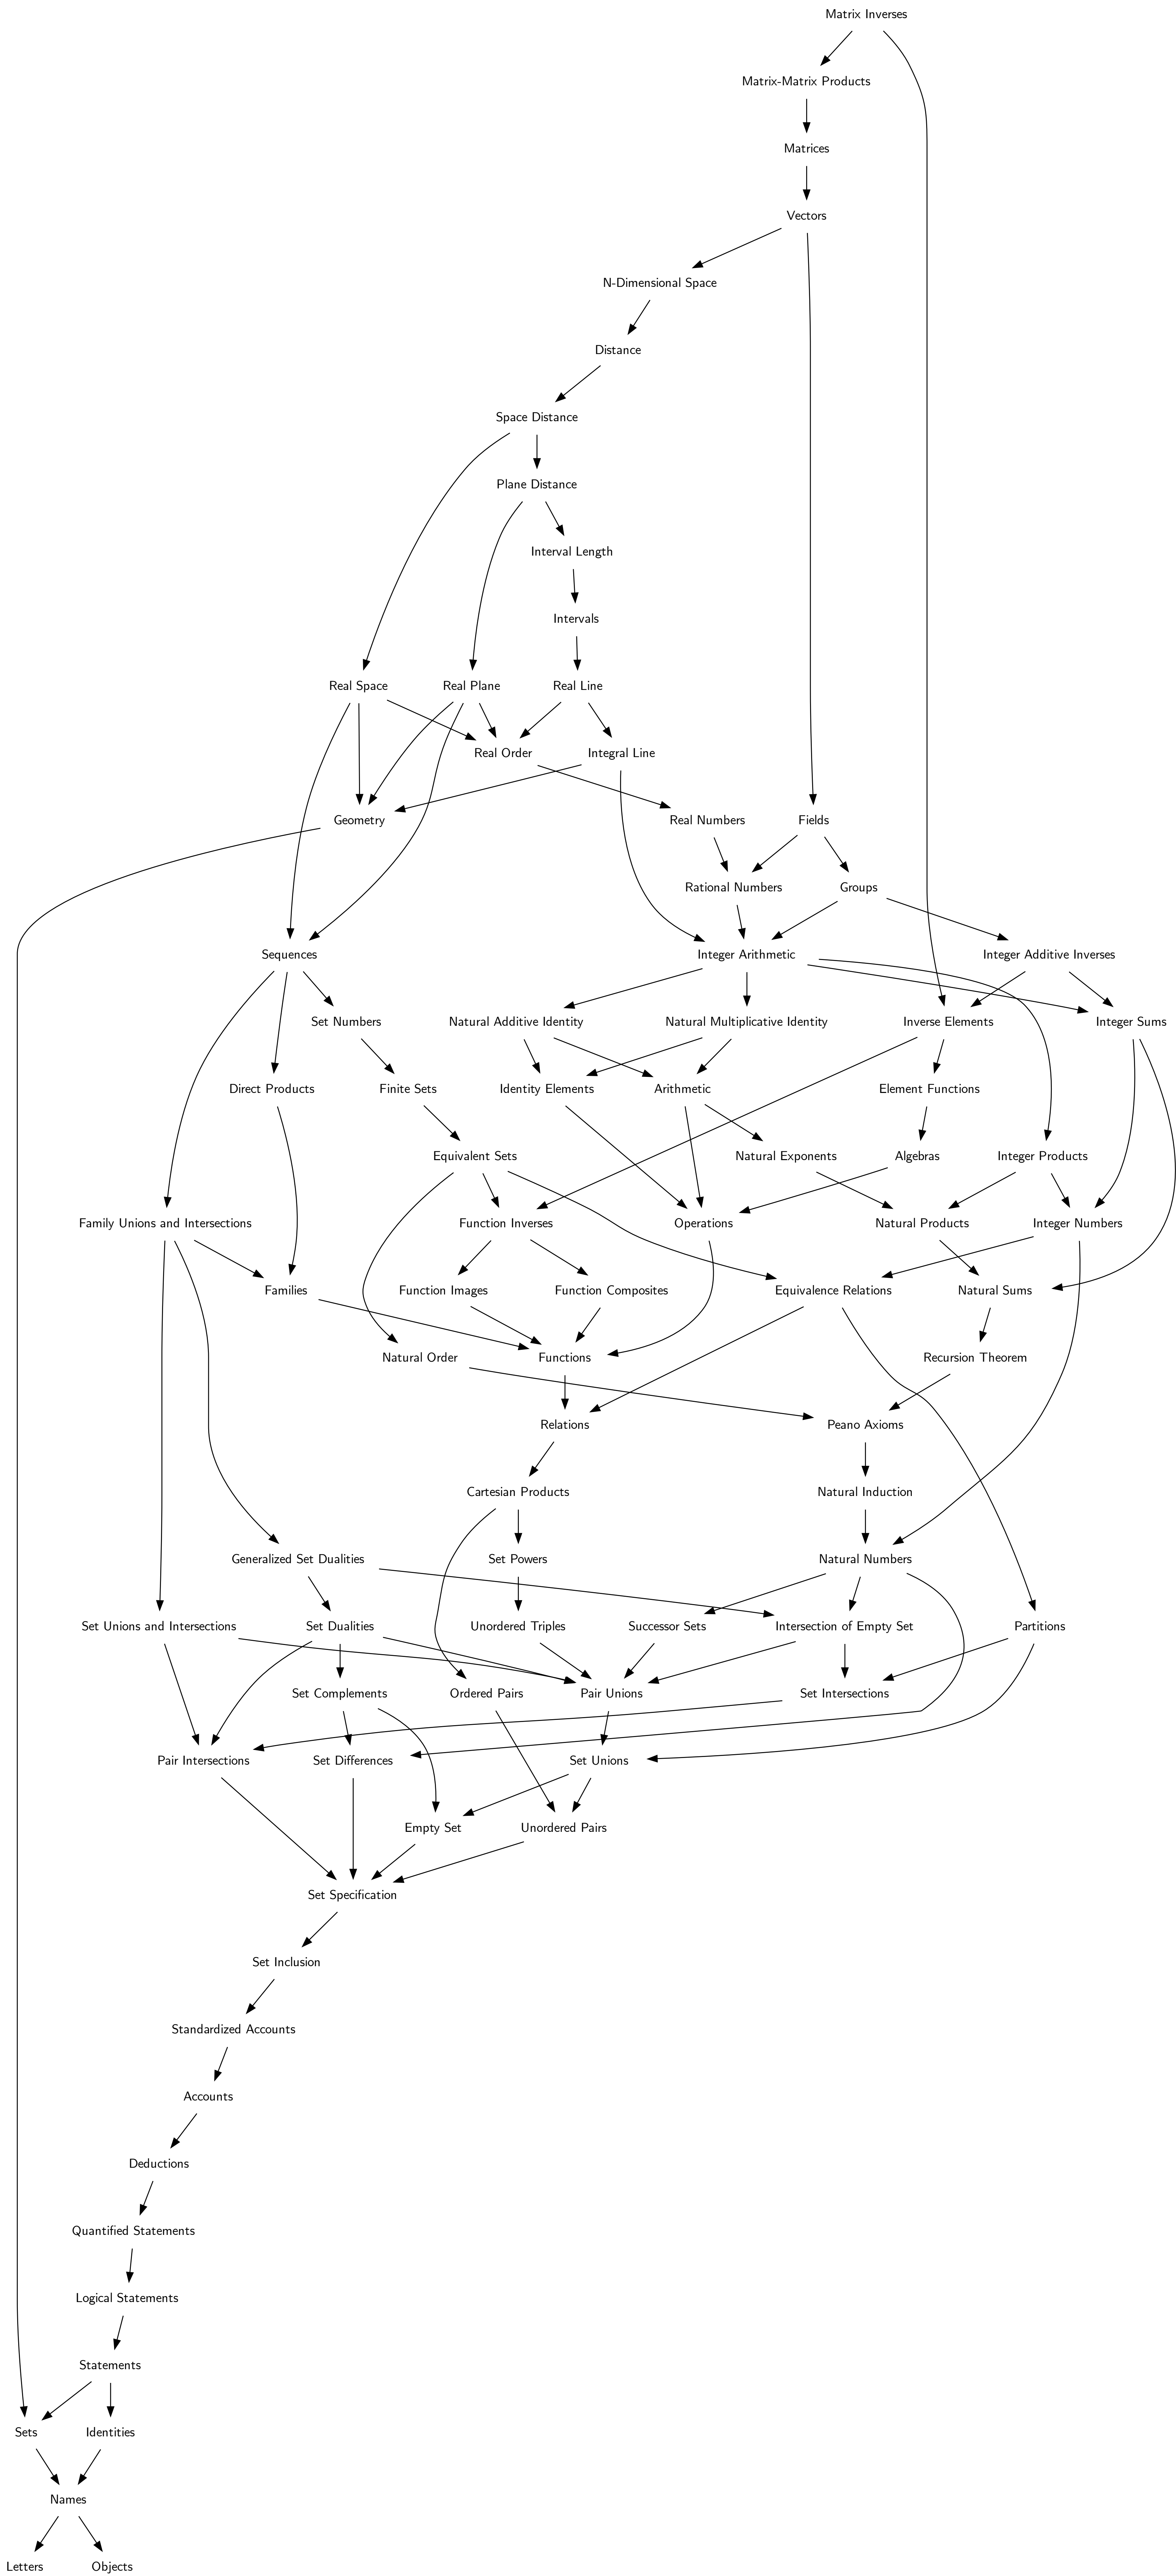 Matrix Inverses
Matrix-Matrix Products
Matrices
Vectors
N-Dimensional Space
Distance
Space Distance
Plane Distance
Interval Length
Intervals
Real Space
Real Plane
Real Line
Real Order
Integral Line
Geometry
Real Numbers
Fields
Rational Numbers
Groups
Sequences
Integer Arithmetic
Integer Additive Inverses
Set Numbers
Natural Additive Identity
Natural Multiplicative Identity
Inverse Elements
Integer Sums
Direct Products
Finite Sets
Identity Elements
Arithmetic
Element Functions
Equivalent Sets
Natural Exponents
Algebras
Integer Products
Family Unions and Intersections
Function Inverses
Operations
Natural Products
Integer Numbers
Families
Function Images
Function Composites
Equivalence Relations
Natural Sums
Natural Order
Functions
Recursion Theorem
Relations
Peano Axioms
Cartesian Products
Natural Induction
Generalized Set Dualities
Set Powers
Natural Numbers
Set Unions and Intersections
Set Dualities
Unordered Triples
Successor Sets
Intersection of Empty Set
Partitions
Set Complements
Ordered Pairs
Pair Unions
Set Intersections
Pair Intersections
Set Differences
Set Unions
Empty Set
Unordered Pairs
Set Specification
Set Inclusion
Standardized Accounts
Accounts
Deductions
Quantified Statements
Logical Statements
Statements
Sets
Identities
Names
Letters
Objects